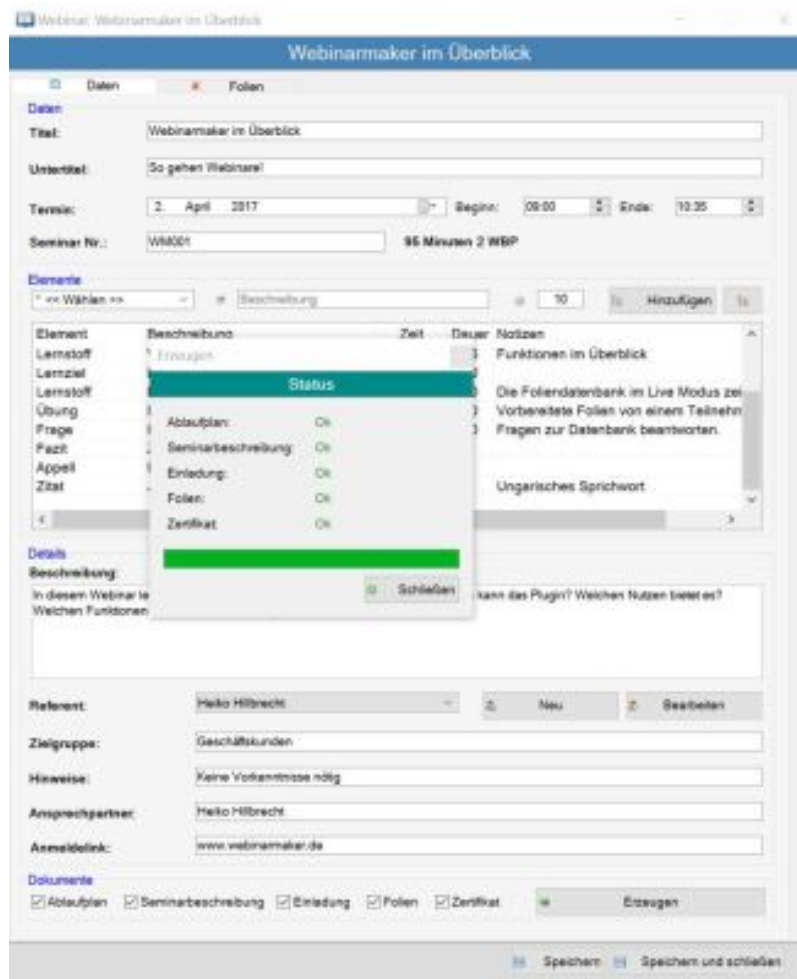 Webinar: Webinarmaker im Überblick
Webinarmaker im Überblick
Daten Folien
Daten
Titel: Webinarmaker im Überblick
Untertitel: So gehen Webinare!
Termin: 2. April 2017 Beginn: 09:00 Ende: 10:35
Seminar Nr.: WM001 95 Minuten 2 WBP
Elemente
* << Wählen >> Beschreibung 10 Hinzufügen
Element Beschreibung Zeit Dauer Notizen
Lernstoff Funktionen im Überblick
Lernziel
Lernstoff Die Foliendatenbank im Live Modus zei
Übung Vorbereitete Folien von einem Teilnehm
Frage Fragen zur Datenbank beantworten.
Fazit
Appell
Zitat Ungarisches Sprichwort
Erzeugen
Status
Ablaufplan: Ok
Seminarbeschreibung: Ok
Einladung: Ok
Folien: Ok
Zertifikat: Ok
Schließen
Details
Beschreibung:
In diesem Webinar le kann das Plugin? Welchen Nutzen bietet es?
Welchen Funktionen
Referent: Heiko Hillbrecht Neu Bearbeiten
Zielgruppe: Geschäftskunden
Hinweise: Keine Vorkenntnisse nötig
Ansprechpartner: Heiko Hillbrecht
Anmeldelink: www.webinarmaker.de
Dokumente
Ablaufplan Seminarbeschreibung Einladung Folien Zertifikat Erzeugen
Speichern Speichern und schließen